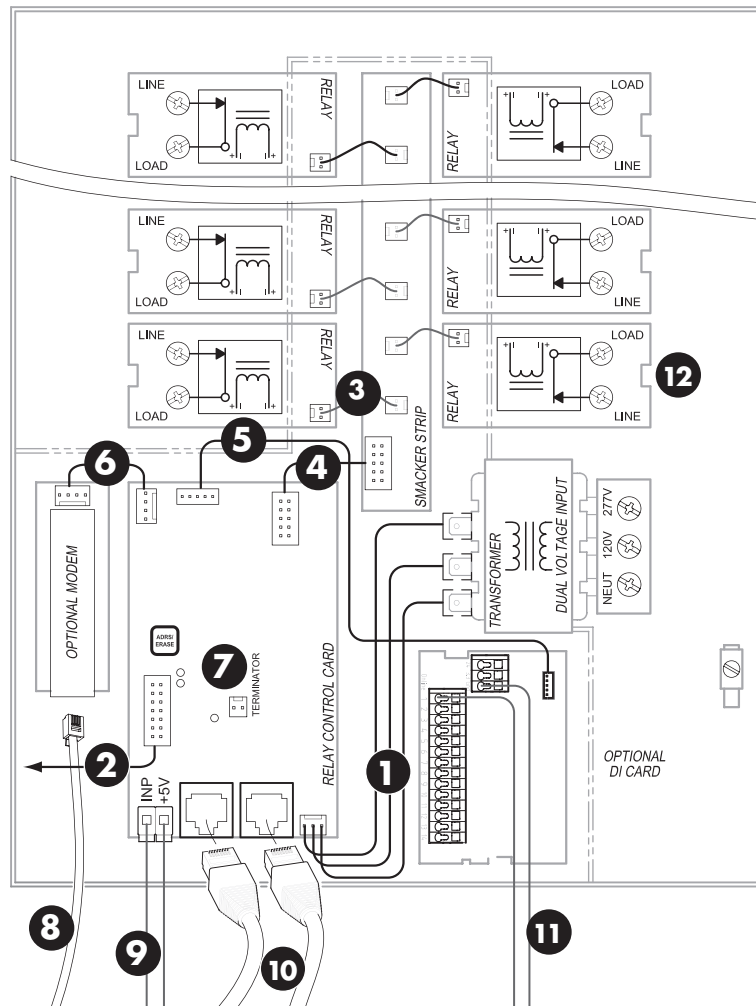 LINE
LOAD
RELAY
RELAY
LOAD
LINE
LINE
LOAD
RELAY
RELAY
LOAD
LINE
LINE
LOAD
RELAY
RELAY
LOAD
LINE
12
3
5
6
4
SMACKER STRIP
OPTIONAL MODEM
TRANSFORMER
DUAL VOLTAGE INPUT
277V
120V
NEUT
ADRS/
ERASE
7
TERMINATOR
RELAY CONTROL CARD
2
INP
+5V
1
OPTIONAL
DI CARD
8
9
10
11